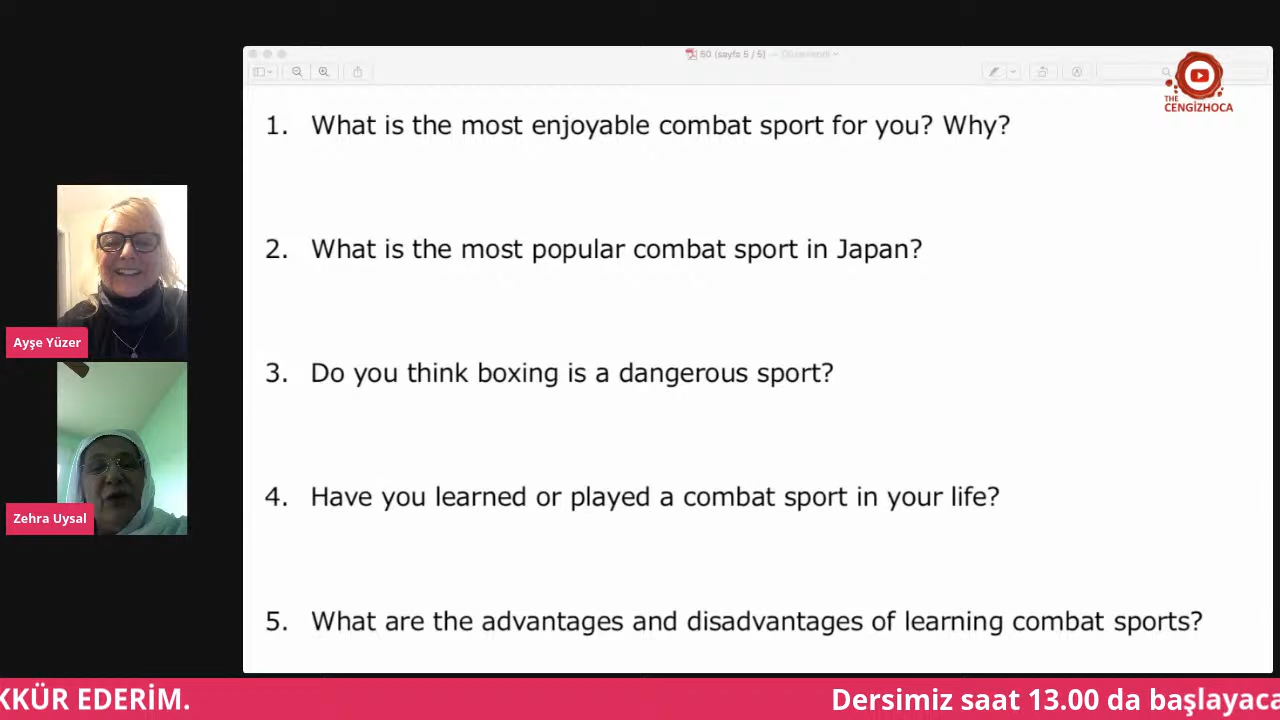 50 (sayfa 5 / 5)
THE
CENGİZHOCA
1. What is the most enjoyable combat sport for you? Why?
2. What is the most popular combat sport in Japan?
3. Do you think boxing is a dangerous sport?
4. Have you learned or played a combat sport in your life?
5. What are the advantages and disadvantages of learning combat sports?
Ayşe Yüzer
Zehra Uysal
KKÜR EDERİM.
Dersimiz saat 13.00 da başlayaca